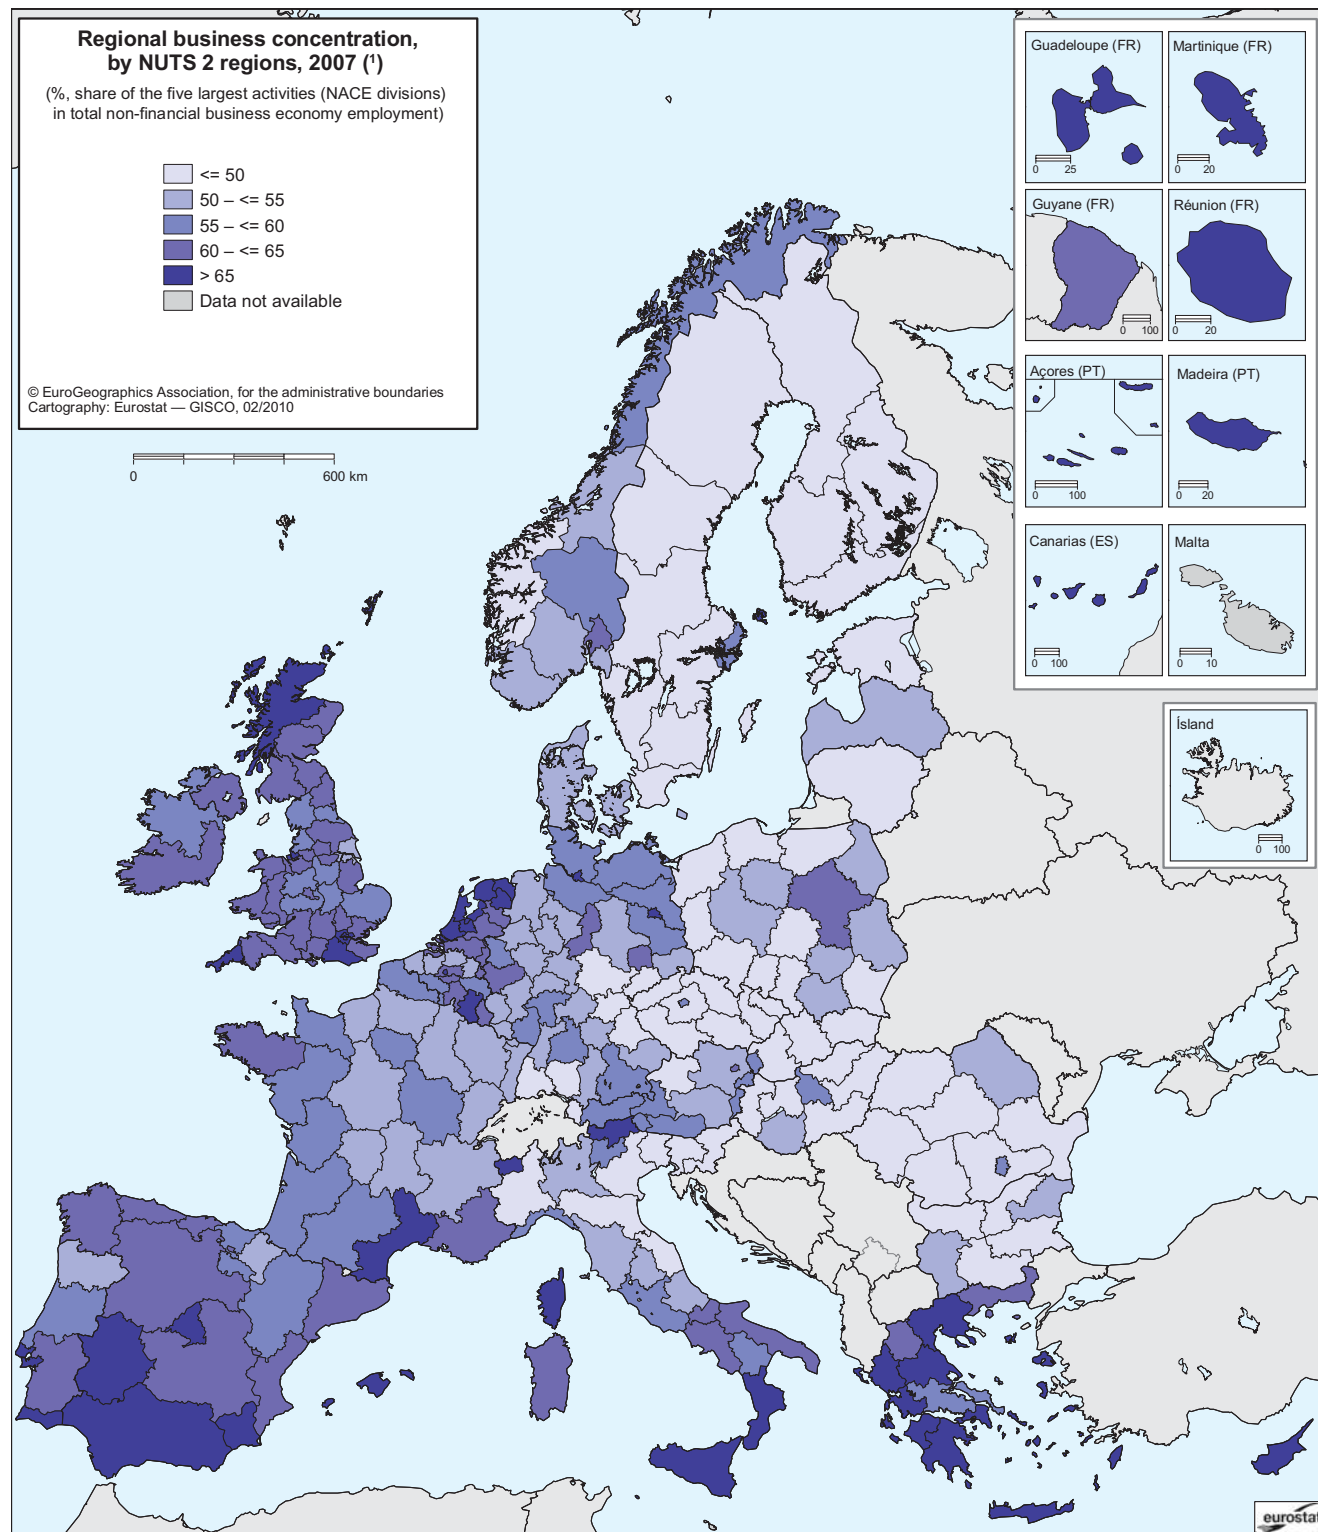 Regional business concentration,
by NUTS 2 regions, 2007 (¹)
(%, share of the five largest activities (NACE divisions)
in total non-financial business economy employment)
<= 50
50 – <= 55
55 – <= 60
60 – <= 65
> 65
Data not available
© EuroGeographics Association, for the administrative boundaries
Cartography: Eurostat — GISCO, 02/2010
0 600 km
Guadeloupe (FR)
0 25
Martinique (FR)
0 20
Guyane (FR)
0 100
Réunion (FR)
0 20
Açores (PT)
0 100
Madeira (PT)
0 20
Canarias (ES)
0 100
Malta
0 10
Ísland
0 100
eurostat